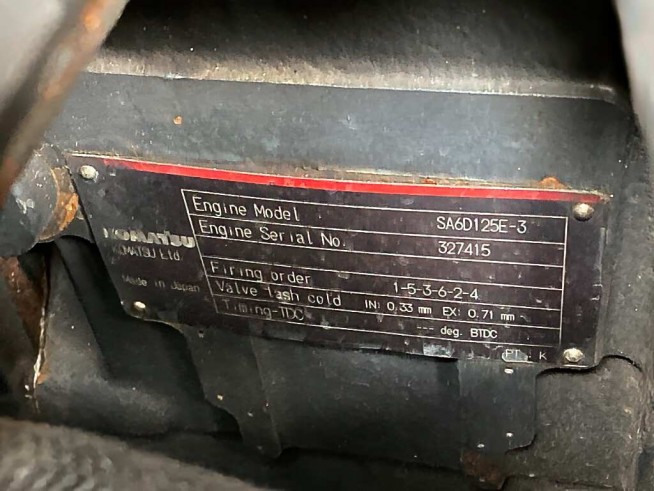 Engine Model SA6D125E-3
Engine Serial No. 327415
KOMATSU
KOMATSU Ltd.
Made in Japan
Firing order 1-5-3-6-2-4
Valve lash cold IN: 0.33 mm EX: 0.71 mm
Timing-TDC --- deg. BTDC
PT : K